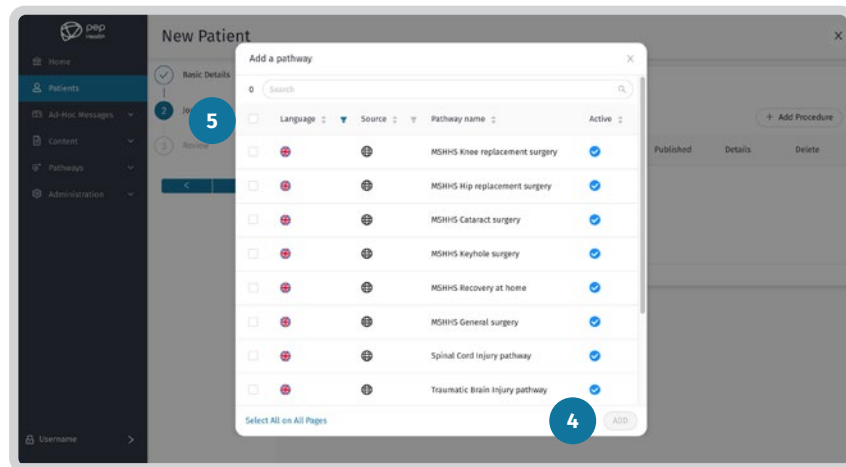 pep
Health
New Patient
Home
Patients
Ad-Hoc Messages
Content
Pathways
Administration
Username
Basic Details
2
3 Review
+ Add Procedure
Published Details Delete
Add a pathway
0 Search
5
Language Source Pathway name Active
MSHHS Knee replacement surgery
MSHHS Hip replacement surgery
MSHHS Cataract surgery
MSHHS Keyhole surgery
MSHHS Recovery at home
MSHHS General surgery
Spinal Cord Injury pathway
Traumatic Brain Injury pathway
Select All on All Pages
4 ADD